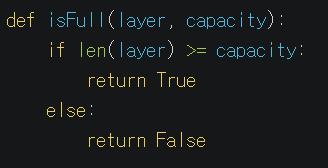 def isFull(layer, capacity):
    if len(layer) >= capacity:
        return True
    else:
        return False